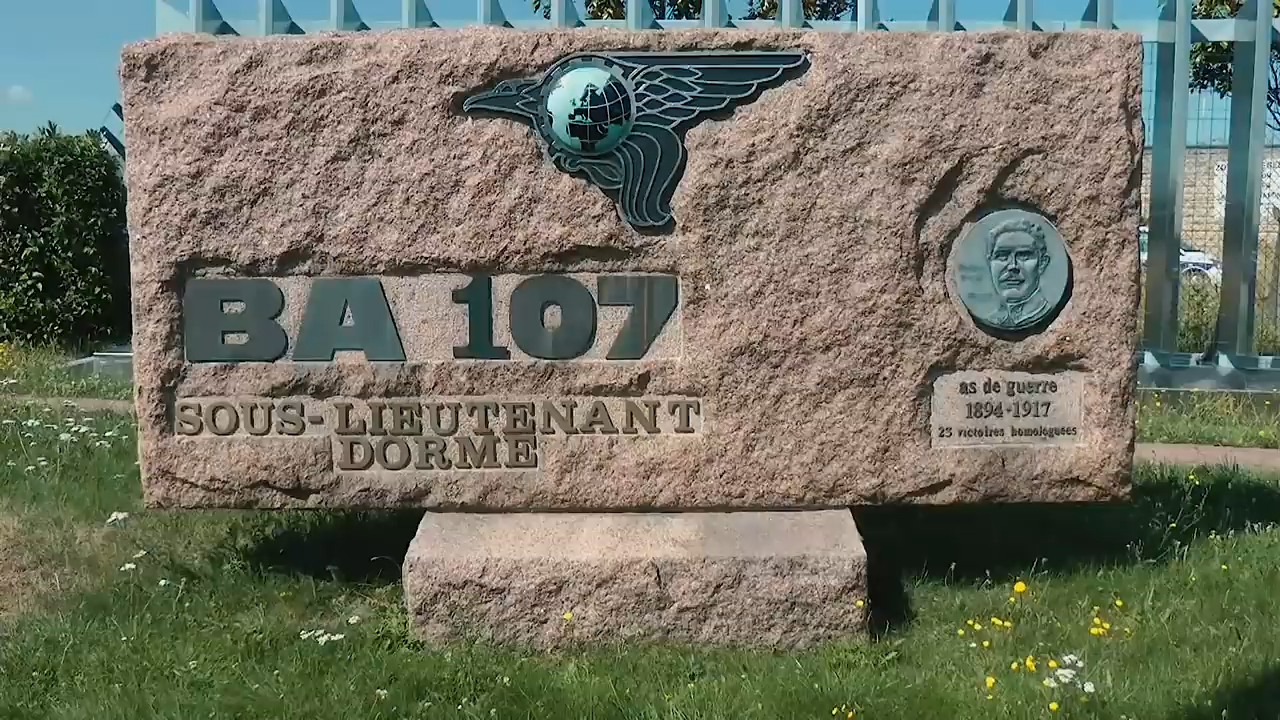 BA 107
SOUS-LIEUTENANT
DORME
as de guerre
1894-1917
23 victoires homologuées